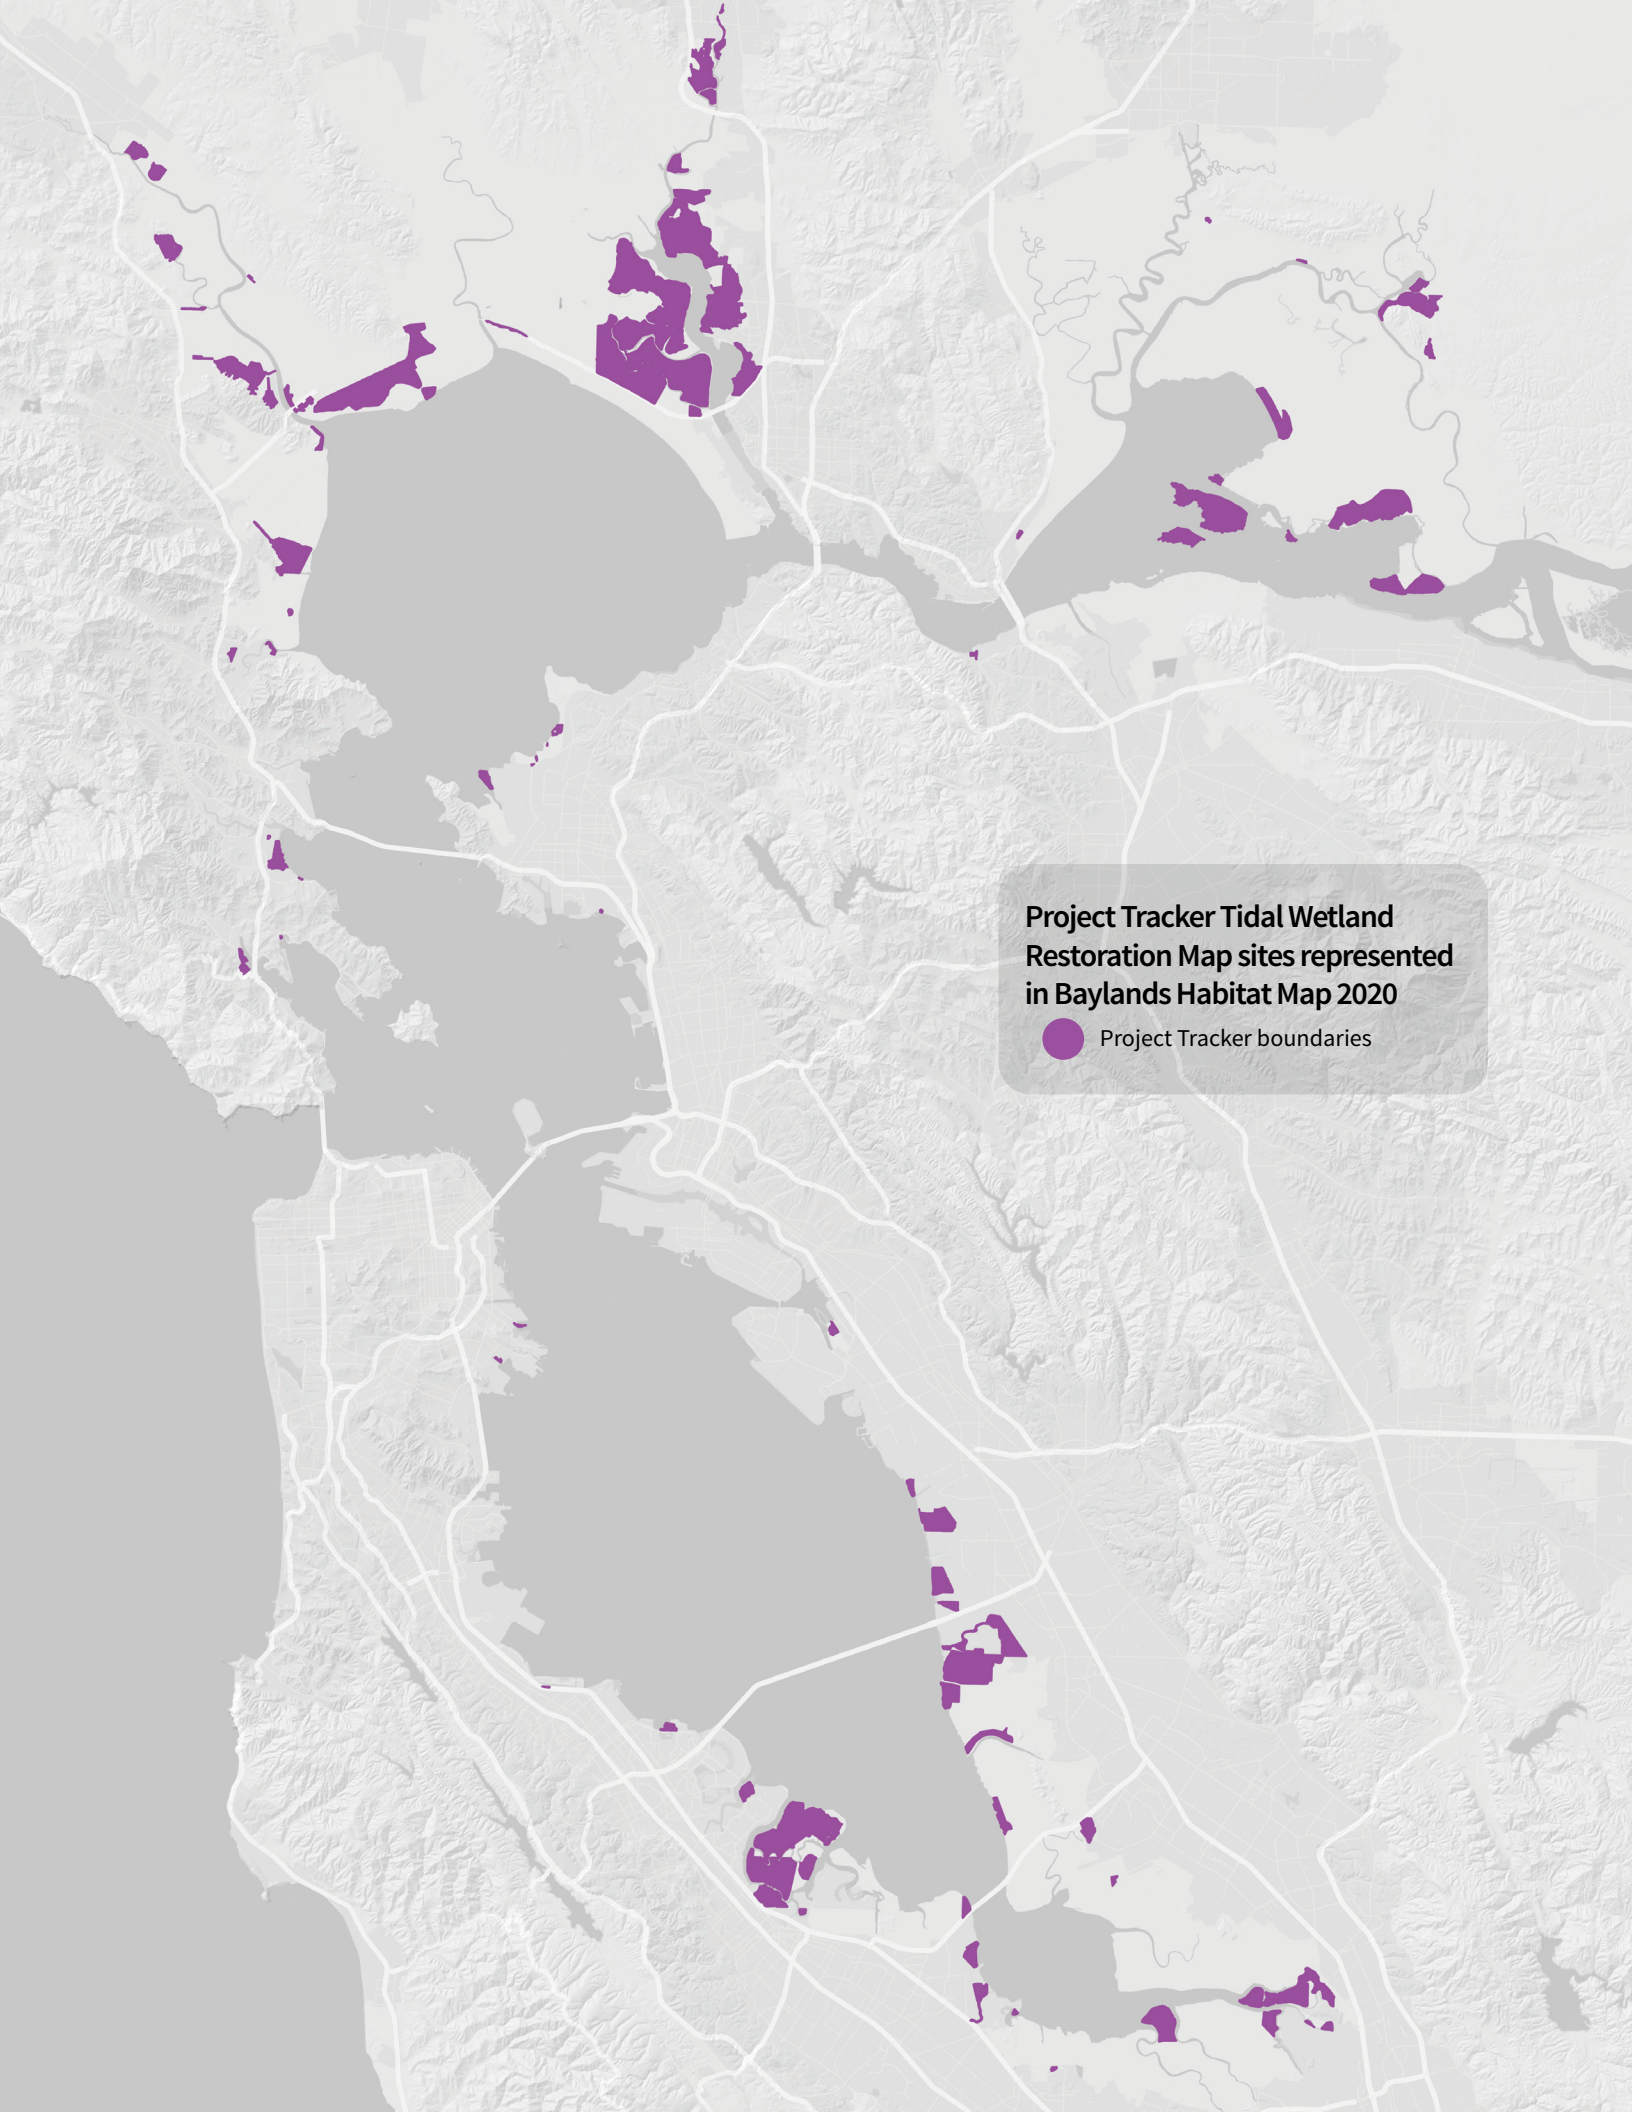 Project Tracker Tidal Wetland
Restoration Map sites represented
in Baylands Habitat Map 2020
Project Tracker boundaries